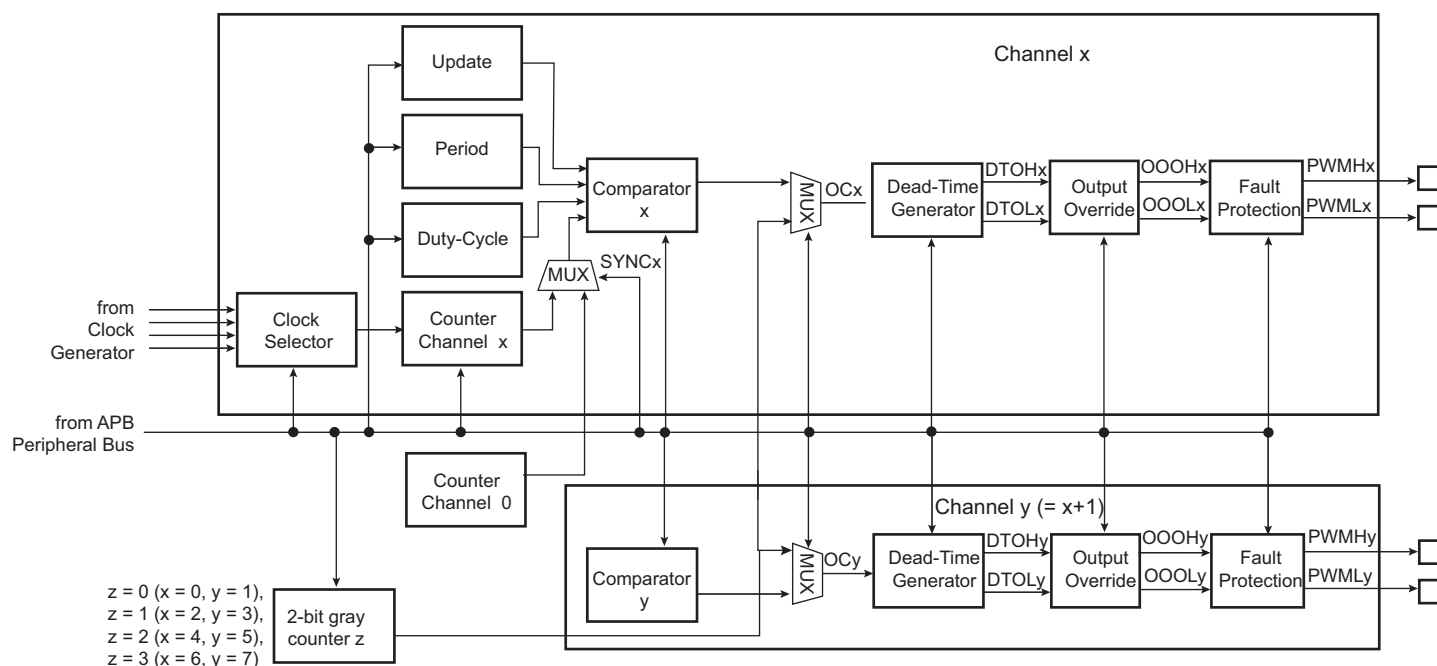 Channel x
Update
Period
Comparator
x
Duty-Cycle
MUX
SYNCx
from
Clock
Generator
Clock
Selector
Counter
Channel x
MUX
OCx
Dead-Time
Generator
DTOHx
DTOLx
Output
Override
OOOHx
OOOLx
Fault
Protection
PWMHx
PWMLx
from APB
Peripheral Bus
Counter
Channel 0
Channel y (= x+1)
Comparator
y
MUX
OCy
Dead-Time
Generator
DTOHy
DTOLy
Output
Override
OOOHy
OOOLy
Fault
Protection
PWMHy
PWMLy
z = 0 (x = 0, y = 1),
z = 1 (x = 2, y = 3),
z = 2 (x = 4, y = 5),
z = 3 (x = 6, y = 7)
2-bit gray
counter z